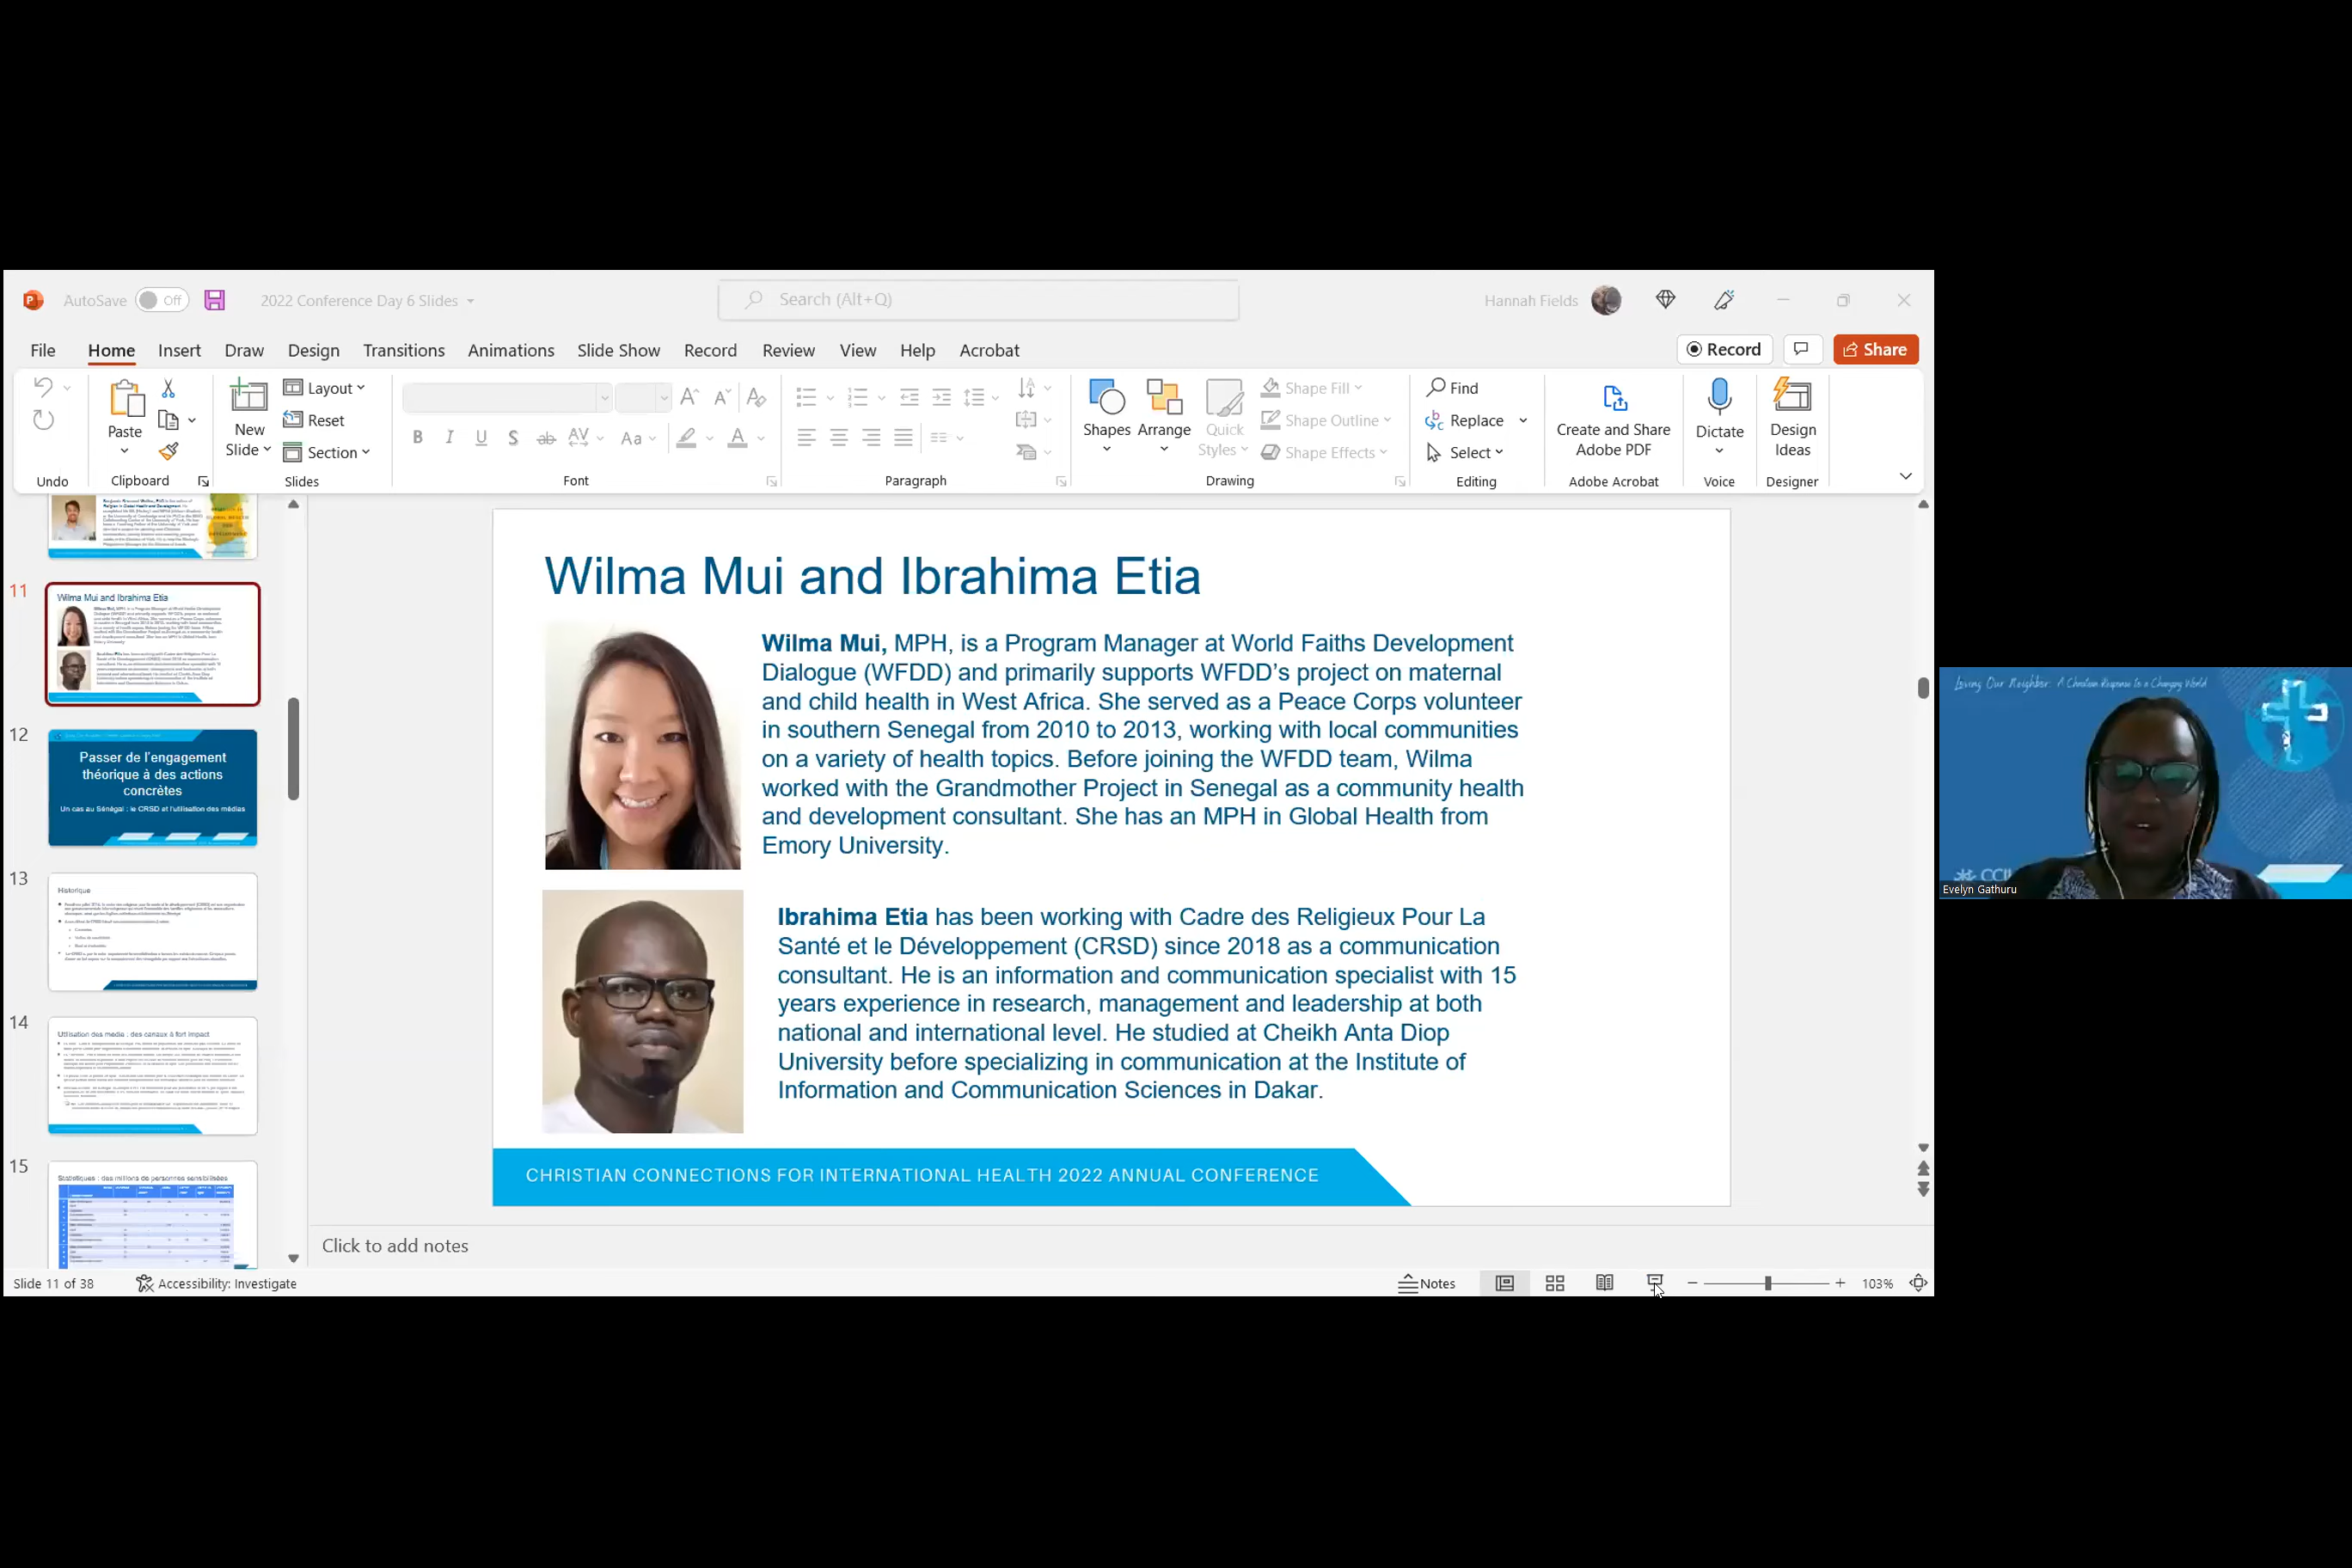 AutoSave
Off
2022 Conference Day 6 Slides
Search (Alt+Q)
Hannah Fields
File
Home
Insert
Draw
Design
Transitions
Animations
Slide Show
Record
Review
View
Help
Acrobat
Record
Share
Undo
Paste
Clipboard
New
Slide
Layout
Reset
Section
Slides
Font
Paragraph
Shapes
Arrange
Quick
Styles
Shape Fill
Shape Outline
Shape Effects
Drawing
Find
Replace
Select
Editing
Create and Share
Adobe PDF
Adobe Acrobat
Dictate
Voice
Design
Ideas
Designer
11
Wilma Mui and Ibrahima Etia
12
Passer de l'engagement
théorique à des actions
concrètes
Un cas au Sénégal : le CRSD et l'utilisation des médias
13
Historique
14
Utilisation des média : des canaux à fort impact
15
Statistiques : des millions de personnes sensibilisées
Wilma Mui and Ibrahima Etia
Wilma Mui, MPH, is a Program Manager at World Faiths Development
Dialogue (WFDD) and primarily supports WFDD's project on maternal
and child health in West Africa. She served as a Peace Corps volunteer
in southern Senegal from 2010 to 2013, working with local communities
on a variety of health topics. Before joining the WFDD team, Wilma
worked with the Grandmother Project in Senegal as a community health
and development consultant. She has an MPH in Global Health from
Emory University.
Ibrahima Etia has been working with Cadre des Religieux Pour La
Santé et le Développement (CRSD) since 2018 as a communication
consultant. He is an information and communication specialist with 15
years experience in research, management and leadership at both
national and international level. He studied at Cheikh Anta Diop
University before specializing in communication at the Institute of
Information and Communication Sciences in Dakar.
CHRISTIAN CONNECTIONS FOR INTERNATIONAL HEALTH 2022 ANNUAL CONFERENCE
Click to add notes
Slide 11 of 38
Accessibility: Investigate
Notes
103%
Loving Our Neighbor: A Christian Response to a Changing World
Evelyn Gathuru